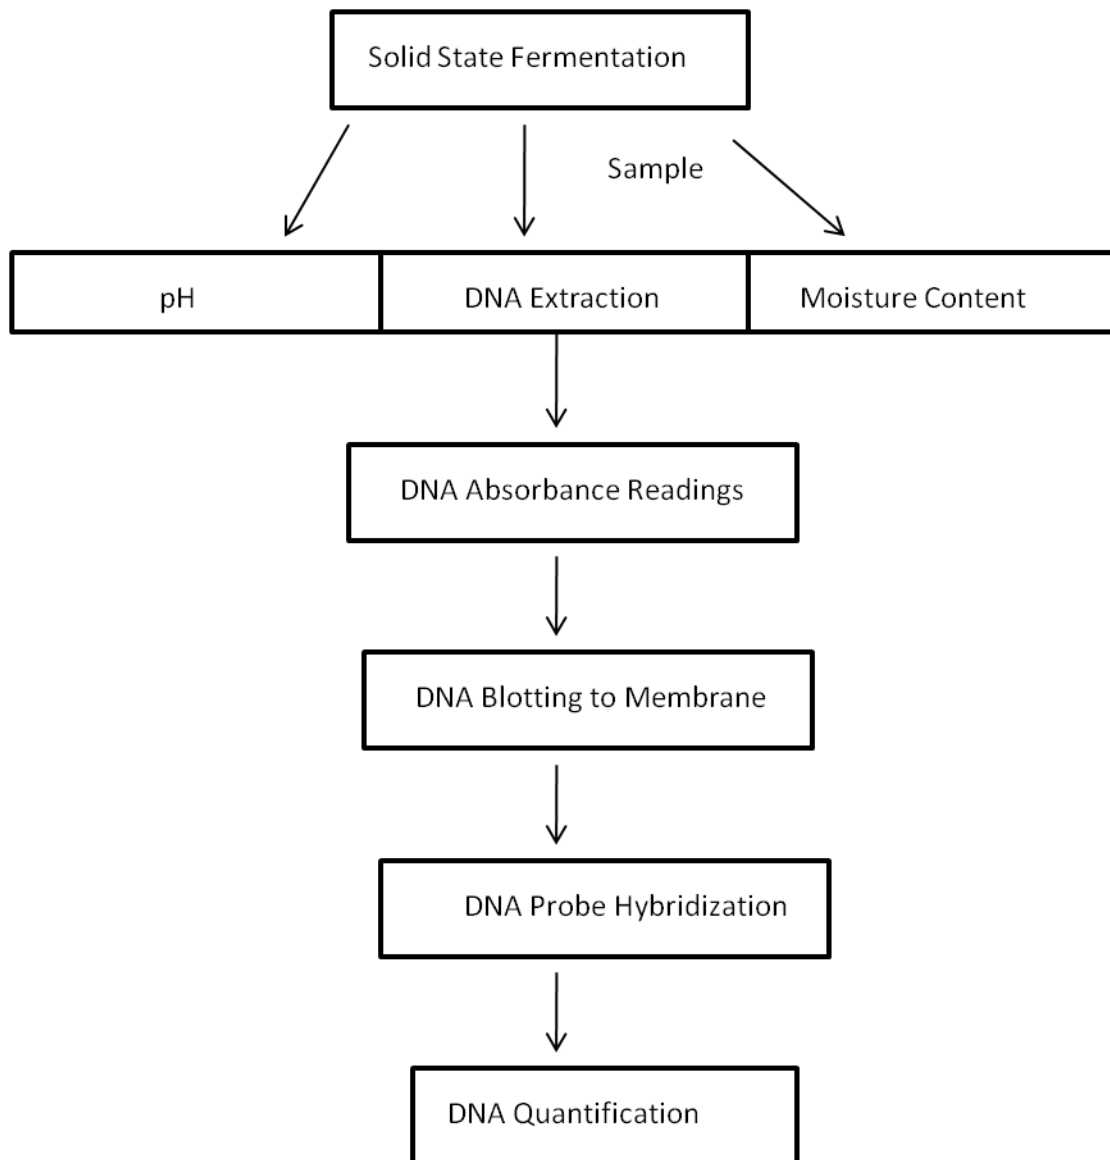 Solid State Fermentation
Sample
pH
DNA Extraction
Moisture Content
DNA Absorbance Readings
DNA Blotting to Membrane
DNA Probe Hybridization
DNA Quantification